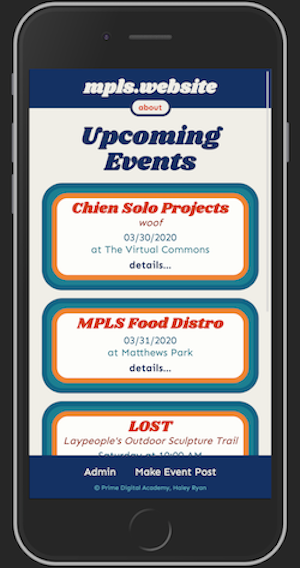 mpls.website
about
Upcoming
Events
Chien Solo Projects
woof
03/30/2020
at The Virtual Commons
details...
MPLS Food Distro
03/31/2020
at Matthews Park
details...
LOST
Laypeople's Outdoor Sculpture Trail
Saturday at 10:00 AM
Admin Make Event Post
© Prime Digital Academy, Haley Ryan